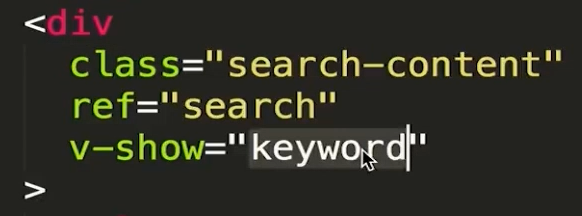 <div
class="search-content"
ref="search"
v-show="keyword"
>